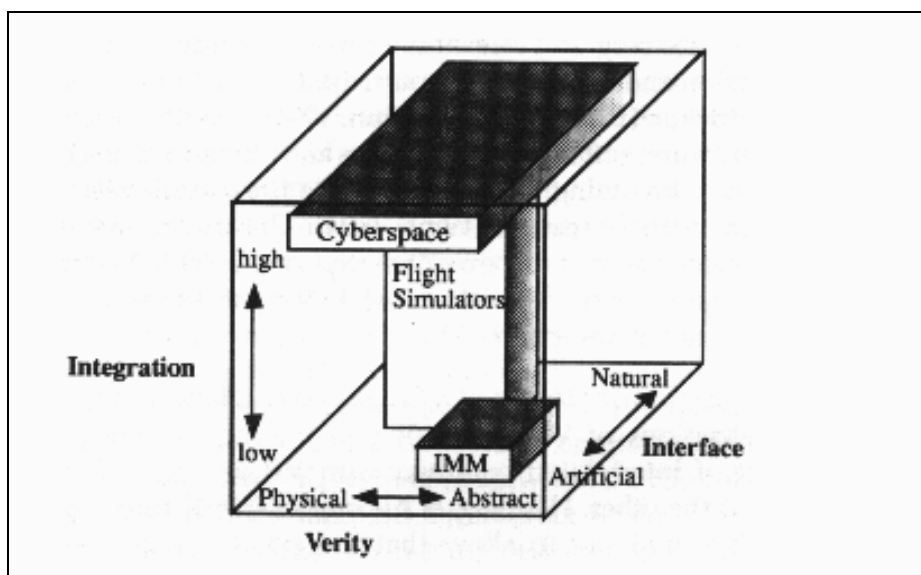 Cyberspace
high
Flight
Simulators
Integration
Natural
low
IMM
Interface
Artificial
Physical
Abstract
Verity